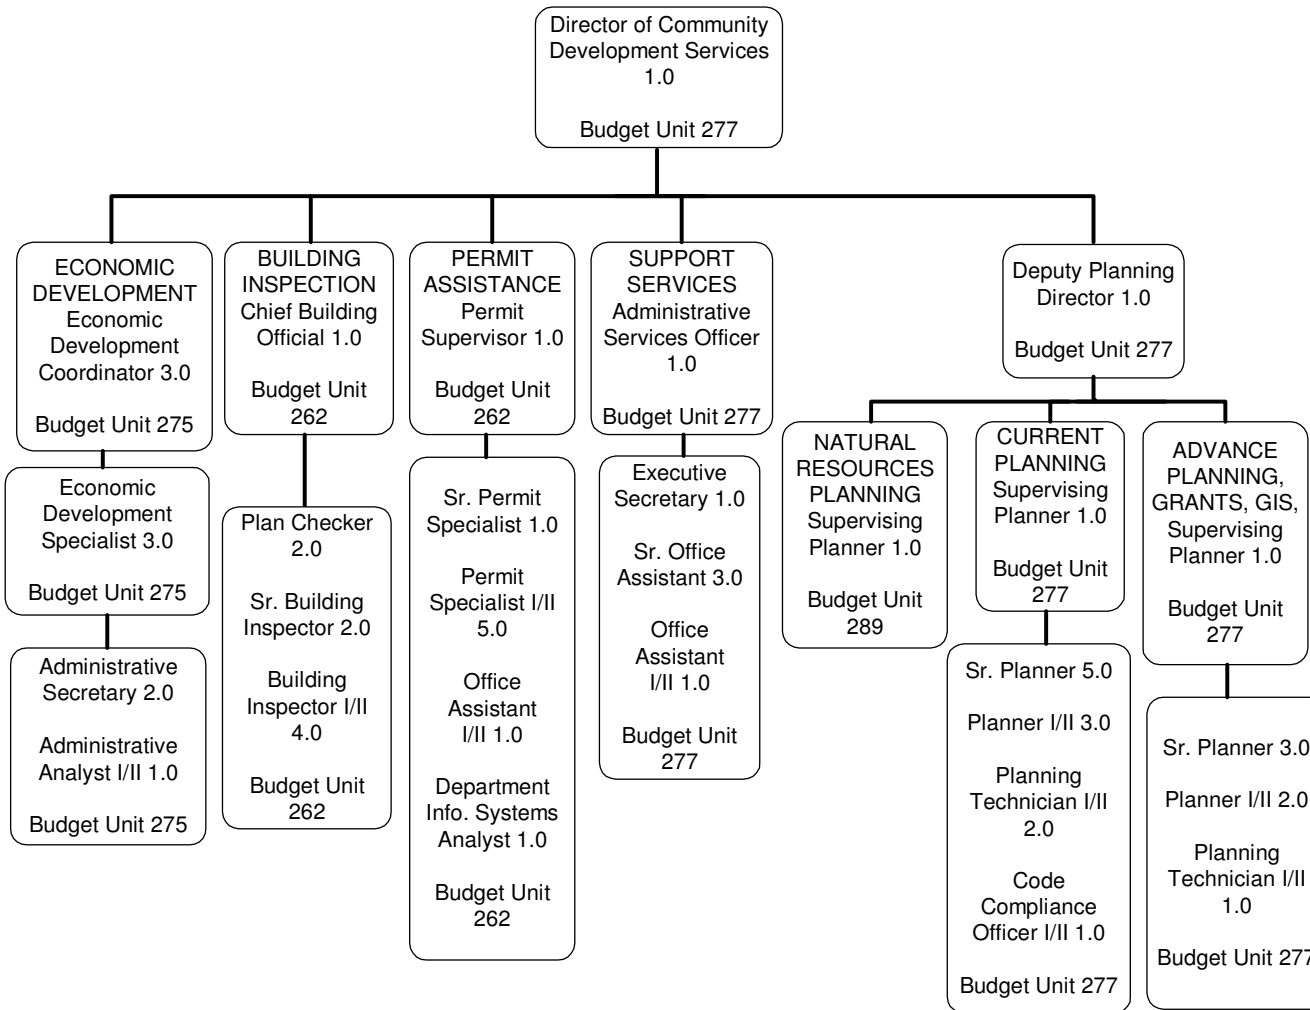 Director of Community
Development Services
1.0
Budget Unit 277
ECONOMIC
DEVELOPMENT
Economic
Development
Coordinator 3.0
Budget Unit 275
BUILDING
INSPECTION
Chief Building
Official 1.0
Budget Unit
262
PERMIT
ASSISTANCE
Permit
Supervisor 1.0
Budget Unit
262
SUPPORT
SERVICES
Administrative
Services Officer
1.0
Budget Unit 277
Deputy Planning
Director 1.0
Budget Unit 277
Economic
Development
Specialist 3.0
Budget Unit 275
Administrative
Secretary 2.0
Administrative
Analyst I/II 1.0
Budget Unit 275
Plan Checker
2.0
Sr. Building
Inspector 2.0
Building
Inspector I/II
4.0
Budget Unit
262
Sr. Permit
Specialist 1.0
Permit
Specialist I/II
5.0
Office
Assistant
I/II 1.0
Department
Info. Systems
Analyst 1.0
Budget Unit
262
Executive
Secretary 1.0
Sr. Office
Assistant 3.0
Office
Assistant
I/II 1.0
Budget Unit
277
NATURAL
RESOURCES
PLANNING
Supervising
Planner 1.0
Budget Unit
289
CURRENT
PLANNING
Supervising
Planner 1.0
Budget Unit
277
ADVANCE
PLANNING,
GRANTS, GIS,
Supervising
Planner 1.0
Budget Unit
277
Sr. Planner 5.0
Planner I/II 3.0
Planning
Technician I/II
2.0
Code
Compliance
Officer I/II 1.0
Budget Unit 277
Sr. Planner 3.0
Planner I/II 2.0
Planning
Technician I/II
1.0
Budget Unit 277